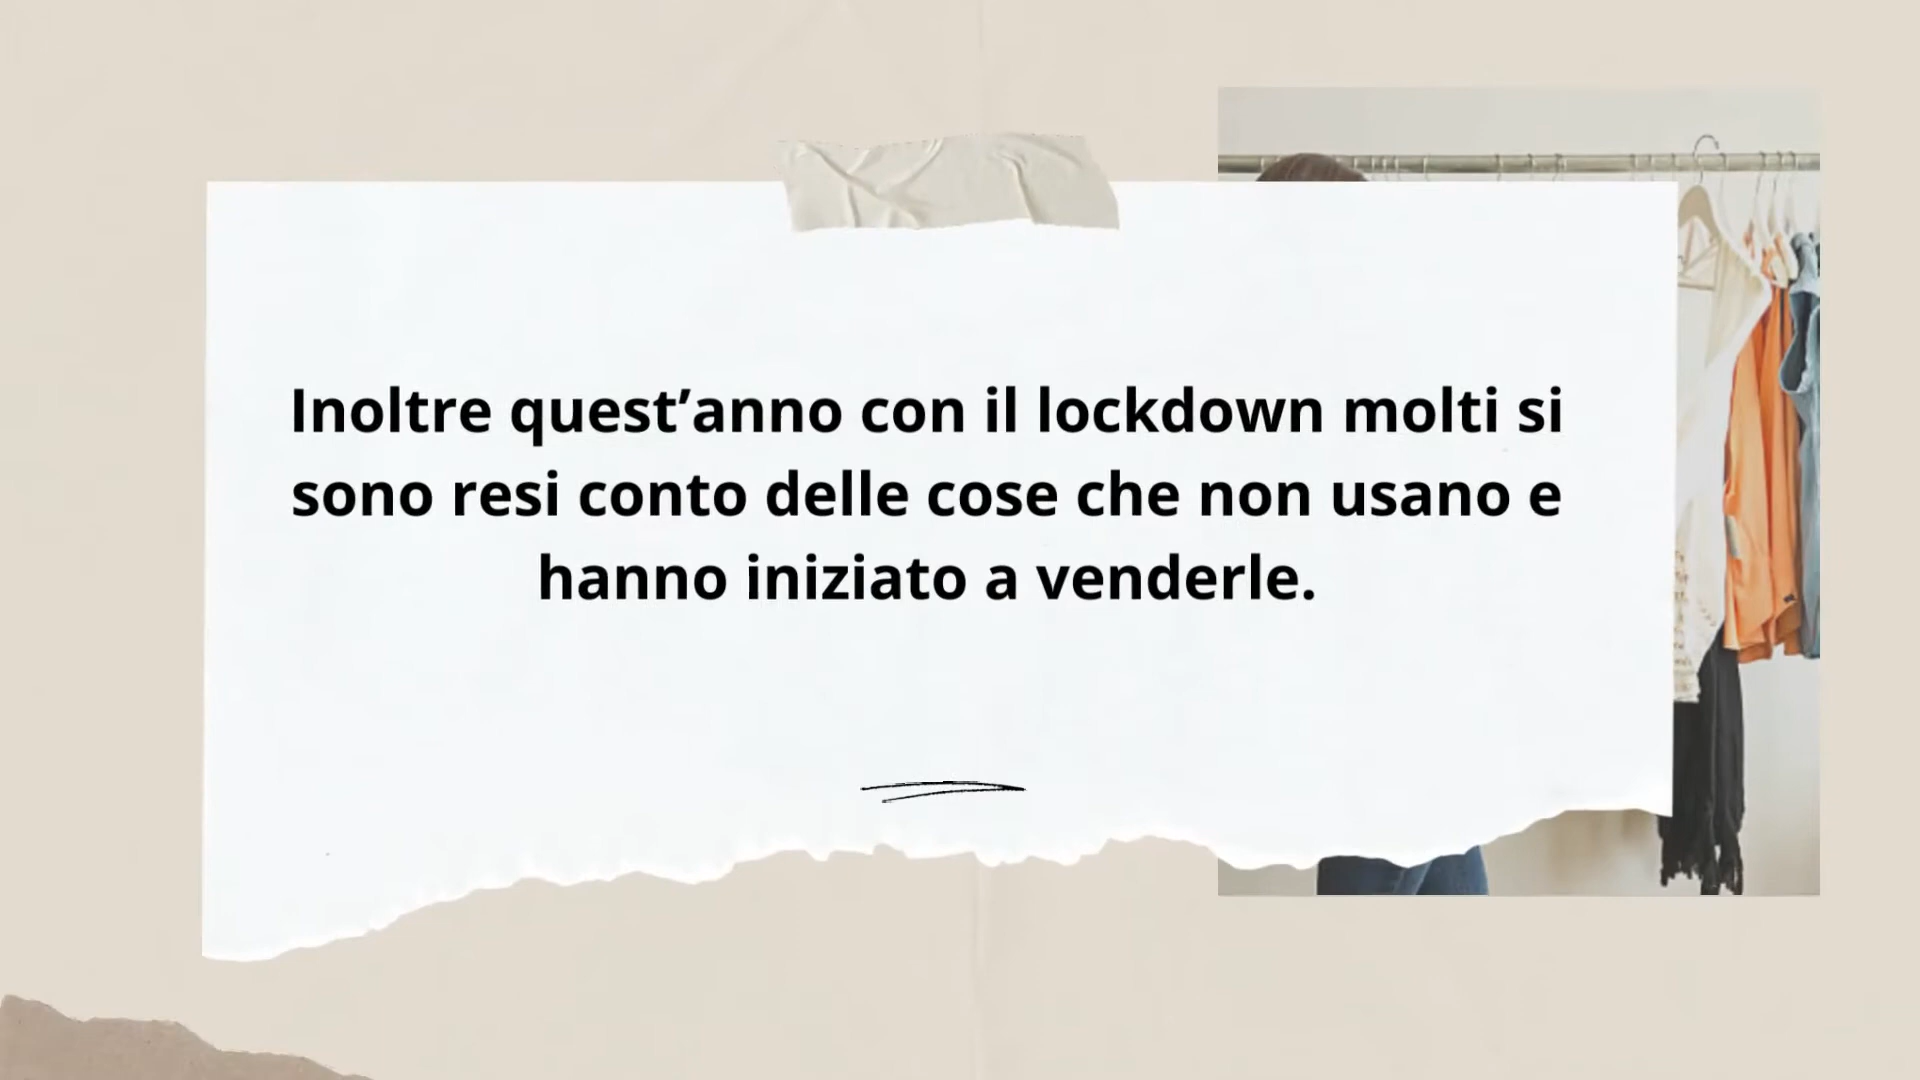 Inoltre quest’anno con il lockdown molti si
sono resi conto delle cose che non usano e
hanno iniziato a venderle.